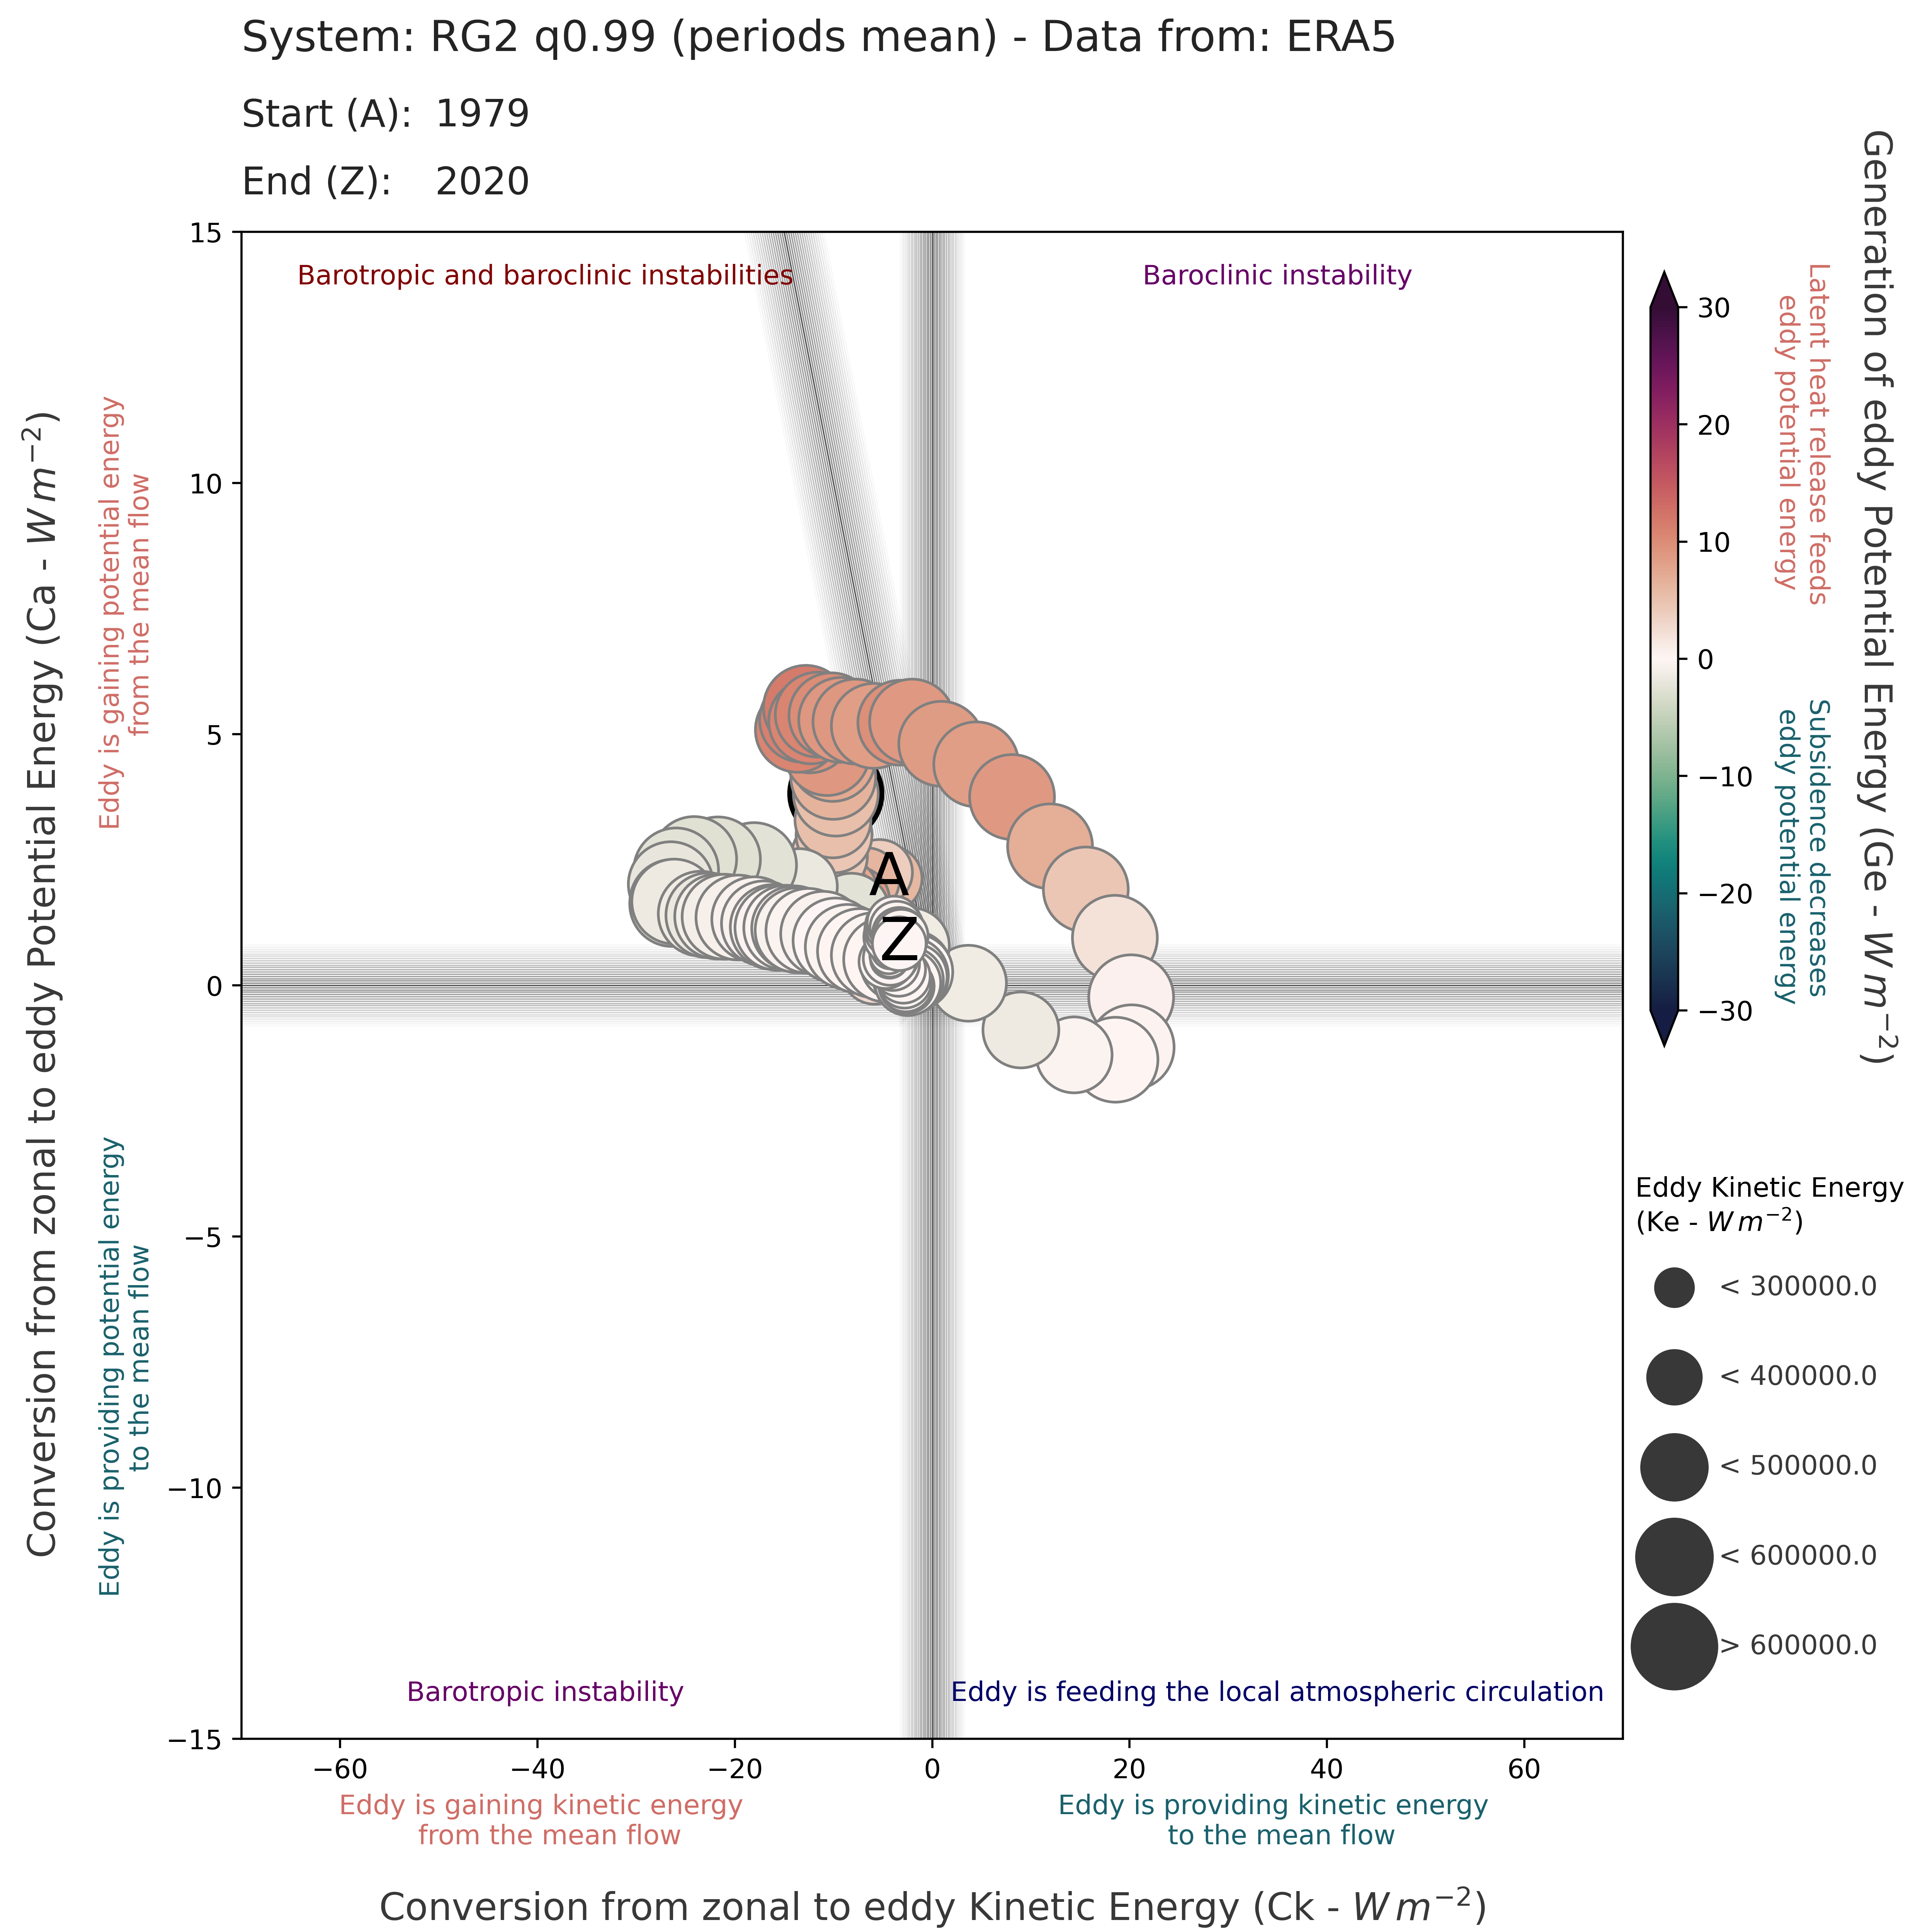 System: RG2 q0.99 (periods mean) - Data from: ERA5
Start (A): 1979
End (Z): 2020
Conversion from zonal to eddy Potential Energy (Ca - W m⁻²)
Eddy is gaining potential energy
from the mean flow
Eddy is providing potential energy
to the mean flow
15
10
5
0
−5
−10
−15
Barotropic and baroclinic instabilities
Baroclinic instability
A
Z
Barotropic instability
Eddy is feeding the local atmospheric circulation
−60
−40
−20
0
20
40
60
Eddy is gaining kinetic energy
from the mean flow
Eddy is providing kinetic energy
to the mean flow
Conversion from zonal to eddy Kinetic Energy (Ck - W m⁻²)
30
20
10
0
−10
−20
−30
Latent heat release feeds
eddy potential energy
Subsidence decreases
eddy potential energy
Generation of eddy Potential Energy (Ge - W m⁻²)
Eddy Kinetic Energy
(Ke - W m⁻²)
< 300000.0
< 400000.0
< 500000.0
< 600000.0
> 600000.0